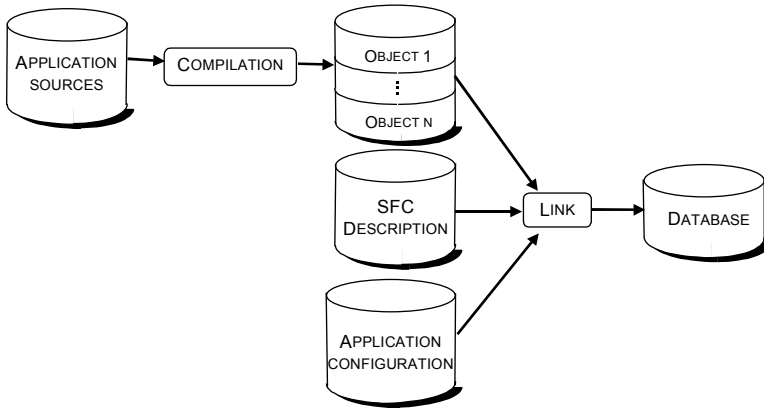 APPLICATION
SOURCES
COMPILATION
OBJECT 1
⋮
OBJECT N
SFC
DESCRIPTION
LINK
DATABASE
APPLICATION
CONFIGURATION